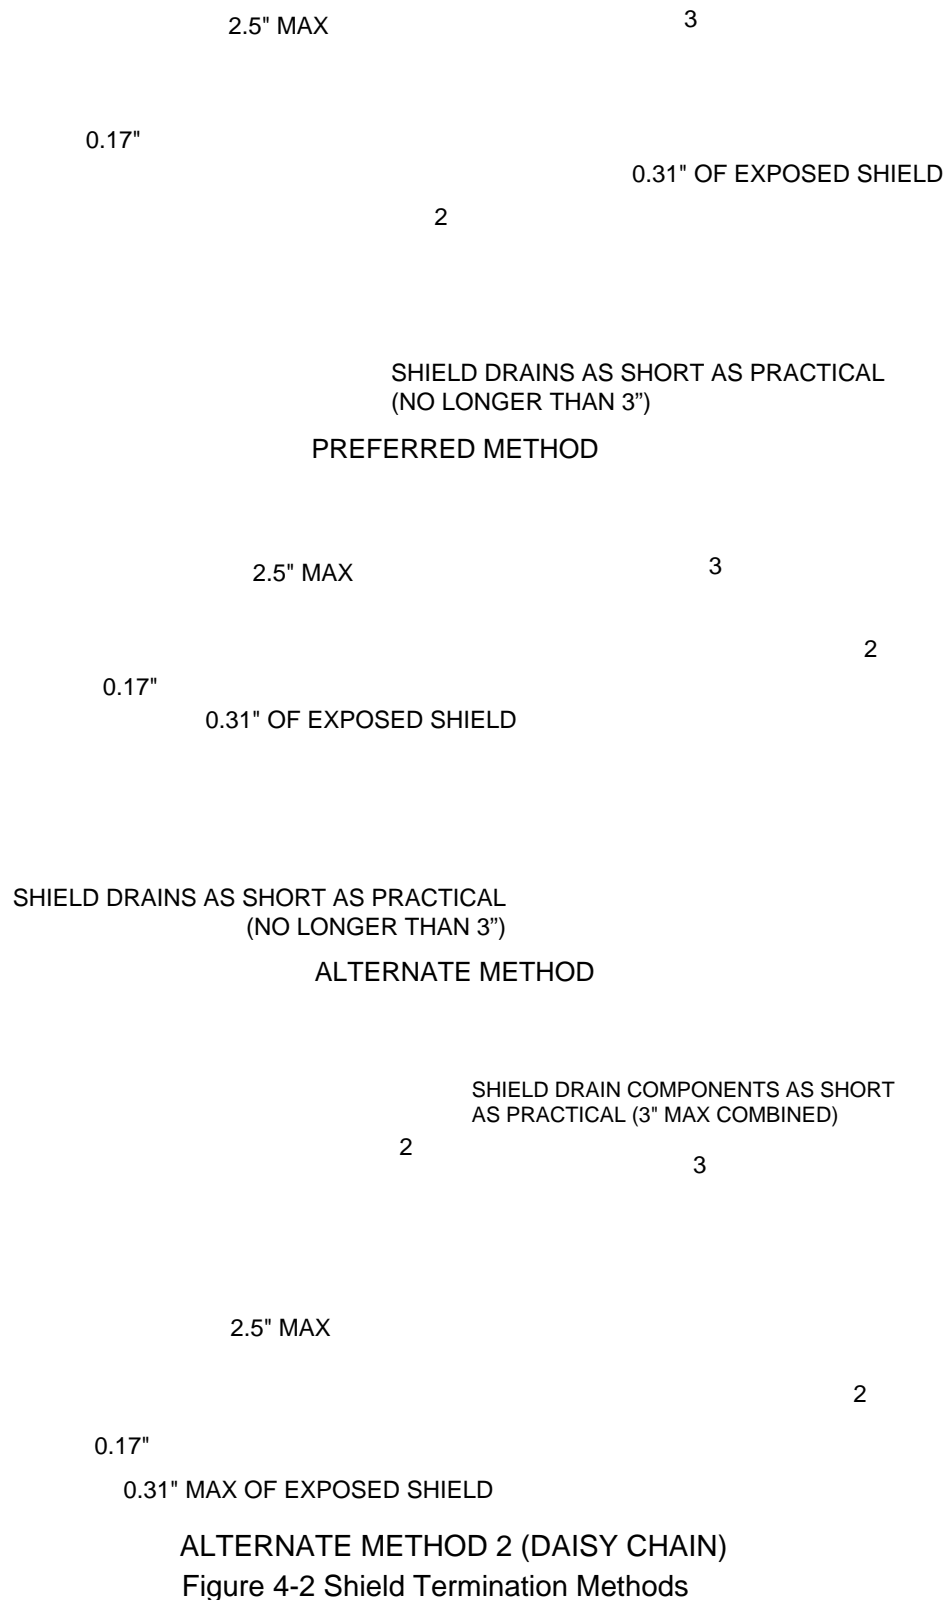 2.5" MAX
3
0.17"
0.31" OF EXPOSED SHIELD
2
SHIELD DRAINS AS SHORT AS PRACTICAL
(NO LONGER THAN 3”)
PREFERRED METHOD
2.5" MAX
3
2
0.17"
0.31" OF EXPOSED SHIELD
SHIELD DRAINS AS SHORT AS PRACTICAL
(NO LONGER THAN 3”)
ALTERNATE METHOD
SHIELD DRAIN COMPONENTS AS SHORT
AS PRACTICAL (3" MAX COMBINED)
2
3
2.5" MAX
2
0.17"
0.31" MAX OF EXPOSED SHIELD
ALTERNATE METHOD 2 (DAISY CHAIN)
Figure 4-2 Shield Termination Methods